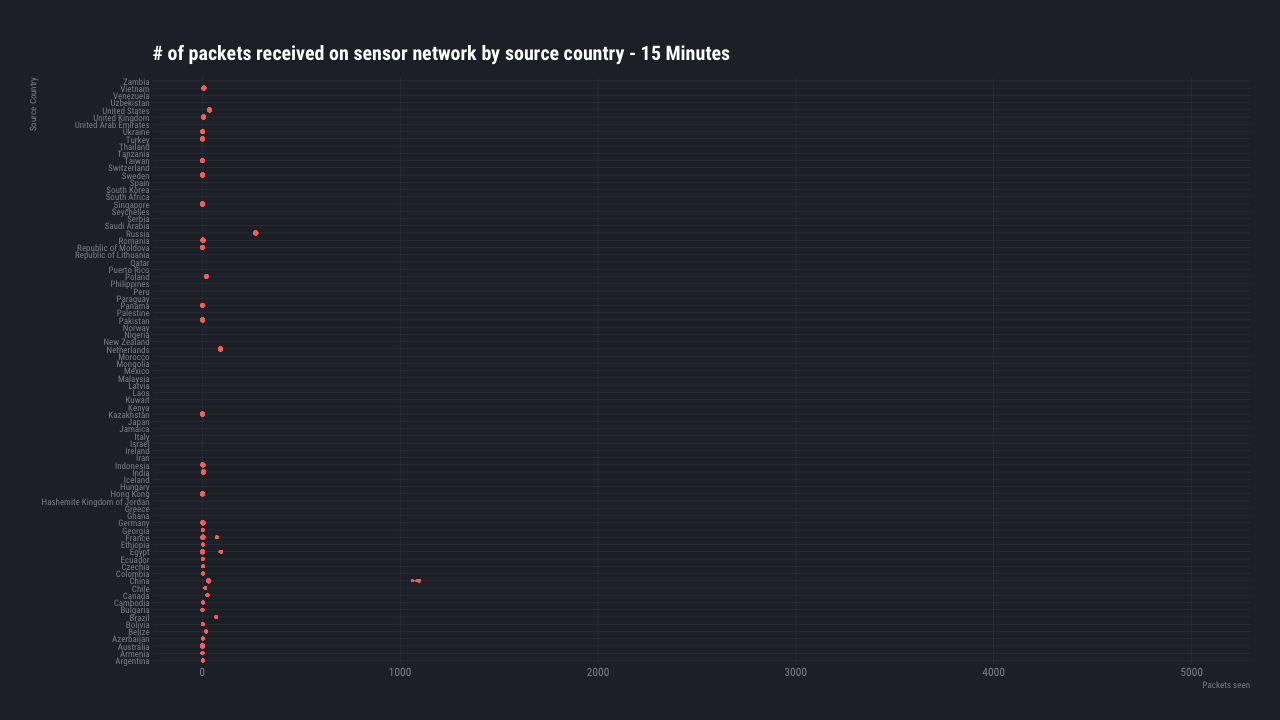 # of packets received on sensor network by source country - 15 Minutes
Source Country
Zambia
Vietnam
Venezuela
Uzbekistan
United States
United Kingdom
United Arab Emirates
Ukraine
Turkey
Thailand
Tanzania
Taiwan
Switzerland
Sweden
Spain
South Korea
South Africa
Singapore
Seychelles
Serbia
Saudi Arabia
Russia
Romania
Republic of Moldova
Republic of Lithuania
Qatar
Puerto Rico
Poland
Philippines
Peru
Paraguay
Panama
Palestine
Pakistan
Norway
Nigeria
New Zealand
Netherlands
Morocco
Mongolia
Mexico
Malaysia
Latvia
Laos
Kuwait
Kenya
Kazakhstan
Japan
Jamaica
Italy
Israel
Ireland
Iran
Indonesia
India
Iceland
Hungary
Hong Kong
Hashemite Kingdom of Jordan
Greece
Ghana
Germany
Georgia
France
Ethiopia
Egypt
Ecuador
Czechia
Colombia
China
Chile
Canada
Cambodia
Bulgaria
Brazil
Bolivia
Belize
Azerbaijan
Australia
Armenia
Argentina
0 1000 2000 3000 4000 5000
Packets seen